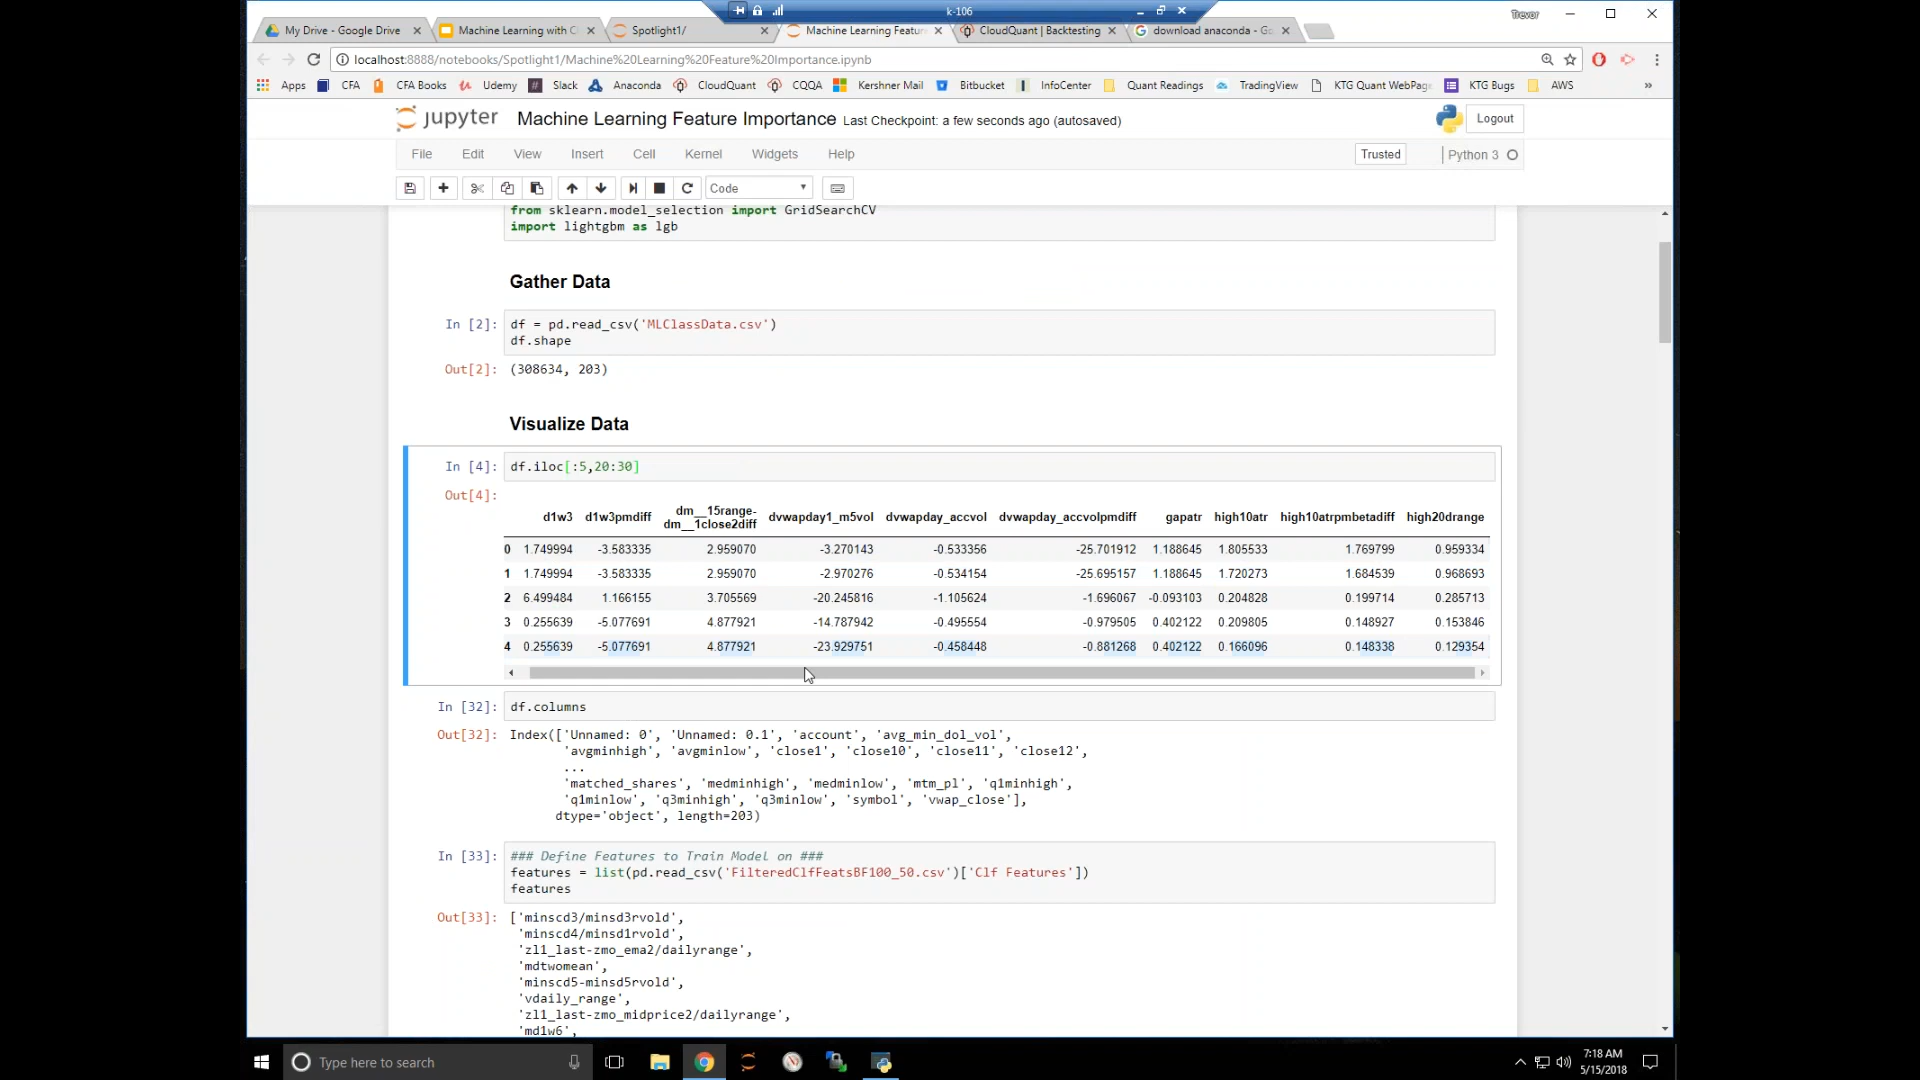 k-106
Trevor
My Drive - Google Drive
Machine Learning with C
Spotlight1/
Machine Learning Featur
CloudQuant | Backtesting
download anaconda - Go
localhost:8888/notebooks/Spotlight1/Machine%20Learning%20Feature%20Importance.ipynb
Apps CFA CFA Books Udemy Slack Anaconda CloudQuant CQQA Kershner Mail Bitbucket InfoCenter Quant Readings TradingView KTG Quant WebPag KTG Bugs AWS »
jupyter Machine Learning Feature Importance Last Checkpoint: a few seconds ago (autosaved) Logout
File Edit View Insert Cell Kernel Widgets Help Trusted Python 3
Code
from sklearn.model_selection import GridSearchCV
import lightgbm as lgb
Gather Data
In [2]: df = pd.read_csv('MLClassData.csv')
df.shape
Out[2]: (308634, 203)
Visualize Data
In [4]: df.iloc[:5,20:30]
Out[4]:
d1w3 d1w3pmdiff dm__15range-dm__1close2diff dvwapday1_m5vol dvwapday_accvol dvwapday_accvolpmdiff gapatr high10atr high10atrpmbetadiff high20drange
0 1.749994 -3.583335 2.959070 -3.270143 -0.533356 -25.701912 1.188645 1.805533 1.769799 0.959334
1 1.749994 -3.583335 2.959070 -2.970276 -0.534154 -25.695157 1.188645 1.720273 1.684539 0.968693
2 6.499484 1.166155 3.705569 -20.245816 -1.105624 -1.696067 -0.093103 0.204828 0.199714 0.285713
3 0.255639 -5.077691 4.877921 -14.787942 -0.495554 -0.979505 0.402122 0.209805 0.148927 0.153846
4 0.255639 -5.077691 4.877921 -23.929751 -0.458448 -0.881268 0.402122 0.166096 0.148338 0.129354
In [32]: df.columns
Out[32]: Index(['Unnamed: 0', 'Unnamed: 0.1', 'account', 'avg_min_dol_vol',
'avgminhigh', 'avgminlow', 'close1', 'close10', 'close11', 'close12',
...
'matched_shares', 'medminhigh', 'medminlow', 'mtm_pl', 'q1minhigh',
'q1minlow', 'q3minhigh', 'q3minlow', 'symbol', 'vwap_close'],
dtype='object', length=203)
In [33]: ### Define Features to Train Model on ###
features = list(pd.read_csv('FilteredClfFeatsBF100_50.csv')['Clf Features'])
features
Out[33]: ['minscd3/minsd3rvold',
'minscd4/minsd1rvold',
'zl1_last-zmo_ema2/dailyrange',
'mdtwomean',
'minscd5-minsd5rvold',
'vdaily_range',
'zl1_last-zmo_midprice2/dailyrange',
'md1w6',
Type here to search
7:18 AM
5/15/2018